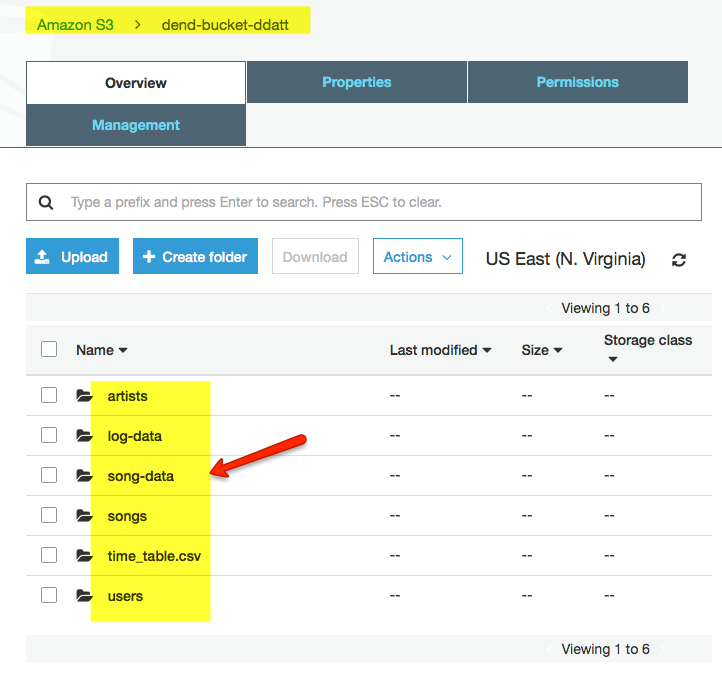 Amazon S3 > dend-bucket-ddatt
Overview Properties Permissions
Management
Type a prefix and press Enter to search. Press ESC to clear.
Upload Create folder Download Actions US East (N. Virginia)
Viewing 1 to 6
Name Last modified Size Storage class
artists -- -- --
log-data -- -- --
song-data -- -- --
songs -- -- --
time_table.csv -- -- --
users -- -- --
Viewing 1 to 6